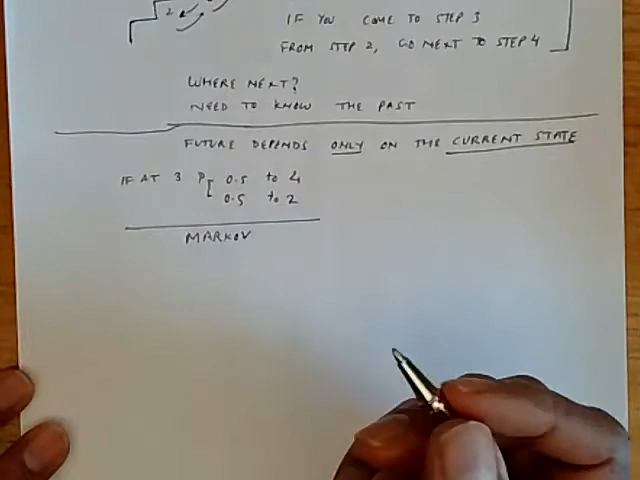 2
IF YOU COME TO STEP 3
FROM STEP 2, GO NEXT TO STEP 4
WHERE NEXT?
NEED TO KNOW THE PAST
FUTURE DEPENDS ONLY ON THE CURRENT STATE
IF AT 3 P 0.5 to 4
0.5 to 2
MARKOV